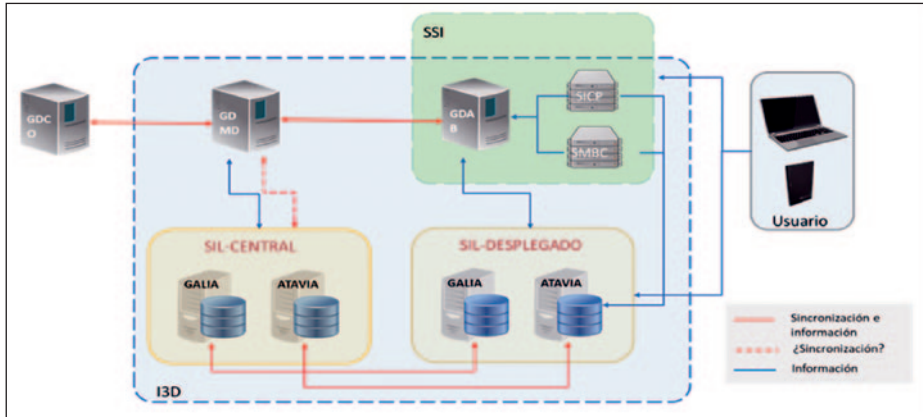 SSI
GDC
O
GD
MD
GDA
B
SICP
SMBC
Usuario
SIL-CENTRAL
GALIA
ATAVIA
SIL-DESPLEGADO
GALIA
ATAVIA
I3D
Sincronización e
información
¿Sincronización?
Información